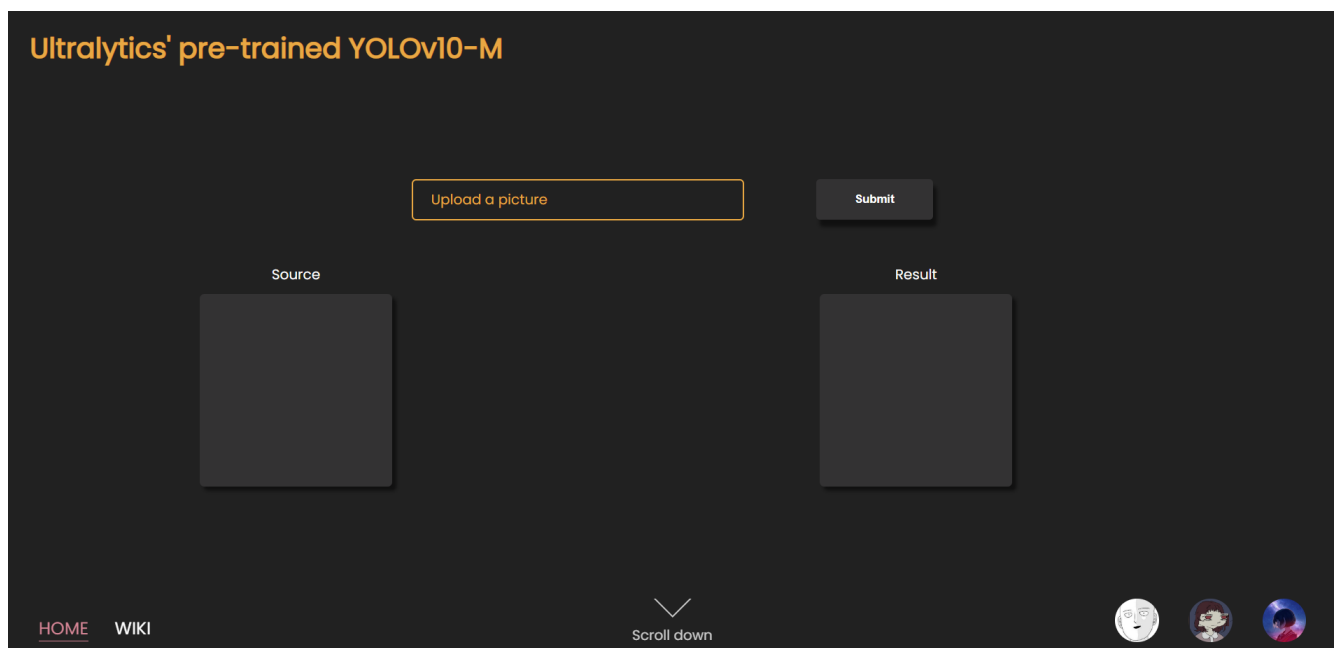 Ultralytics' pre-trained YOLOv10-M
Upload a picture
Submit
Source
Result
HOME
WIKI
Scroll down